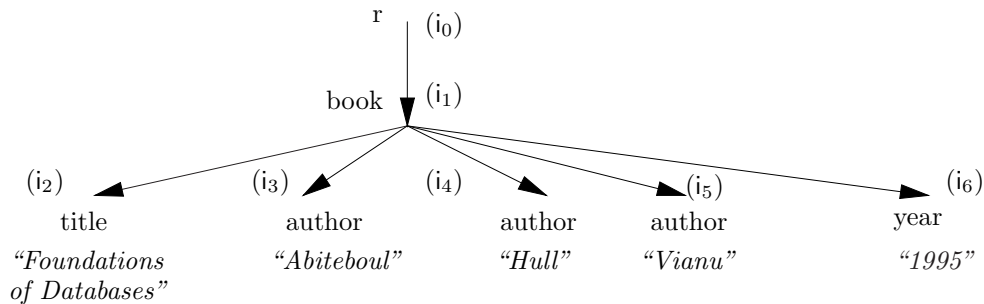 r (i₀)
book (i₁)
(i₂) (i₃) (i₄) (i₅) (i₆)
title author author author year
“Foundations “Abiteboul” “Hull” “Vianu” “1995”
of Databases”